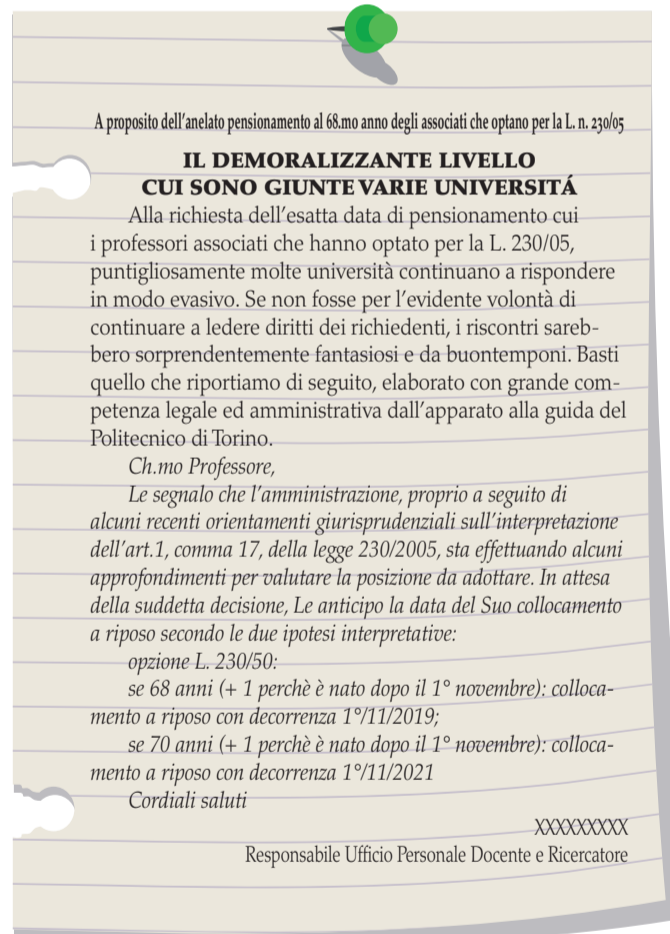 A proposito dell'anelato pensionamento al 68.mo anno degli associati che optano per la L. n. 230/05
IL DEMORALIZZANTE LIVELLO
CUI SONO GIUNTE VARIE UNIVERSITÁ
Alla richiesta dell'esatta data di pensionamento cui
i professori associati che hanno optato per la L. 230/05,
puntigliosamente molte università continuano a rispondere
in modo evasivo. Se non fosse per l'evidente volontà di
continuare a ledere diritti dei richiedenti, i riscontri sareb-
bero sorprendentemente fantasiosi e da buontemponi. Basti
quello che riportiamo di seguito, elaborato con grande com-
petenza legale ed amministrativa dall'apparato alla guida del
Politecnico di Torino.
Ch.mo Professore,
Le segnalo che l'amministrazione, proprio a seguito di
alcuni recenti orientamenti giurisprudenziali sull'interpretazione
dell'art.1, comma 17, della legge 230/2005, sta effettuando alcuni
approfondimenti per valutare la posizione da adottare. In attesa
della suddetta decisione, Le anticipo la data del Suo collocamento
a riposo secondo le due ipotesi interpretative:
opzione L. 230/50:
se 68 anni (+ 1 perchè è nato dopo il 1° novembre): colloca-
mento a riposo con decorrenza 1°/11/2019;
se 70 anni (+ 1 perchè è nato dopo il 1° novembre): colloca-
mento a riposo con decorrenza 1°/11/2021
Cordiali saluti
XXXXXXXXX
Responsabile Ufficio Personale Docente e Ricercatore